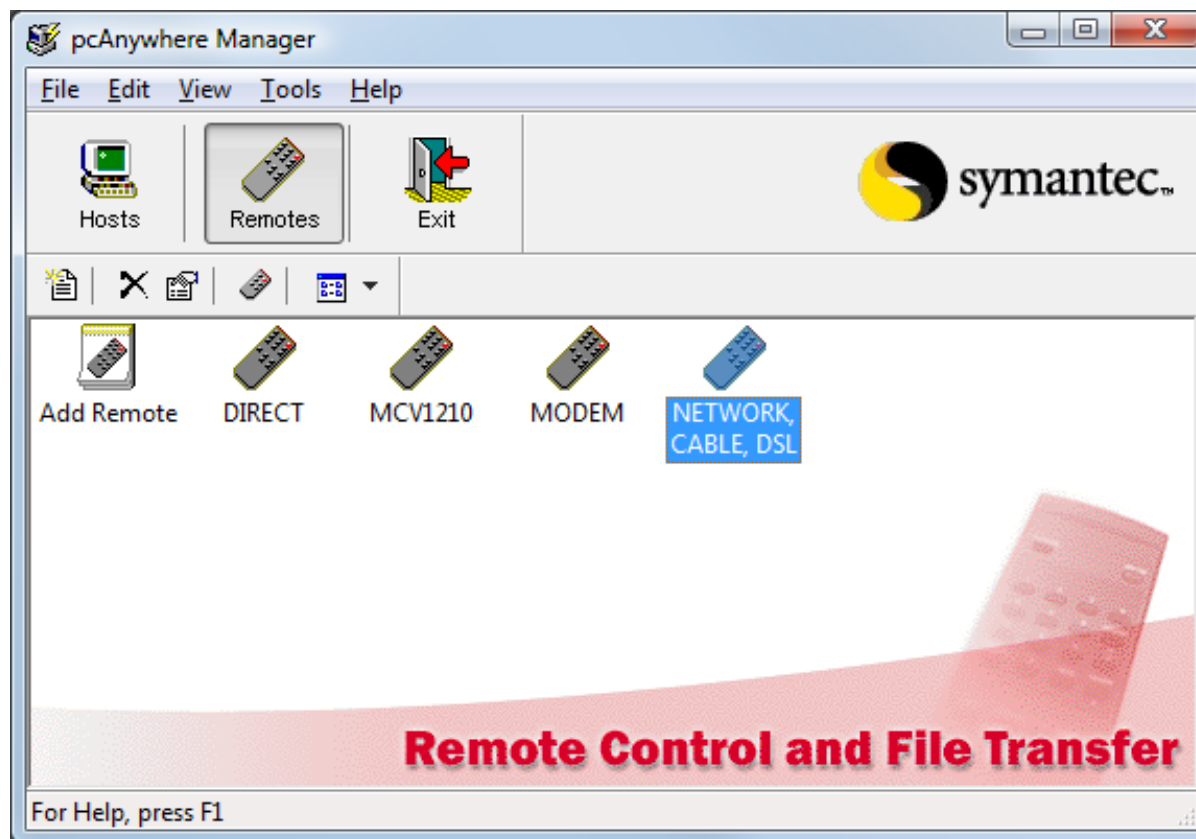 pcAnywhere Manager
File Edit View Tools Help
Hosts Remotes Exit
symantec™
Add Remote DIRECT MCV1210 MODEM NETWORK,
CABLE, DSL
Remote Control and File Transfer
For Help, press F1